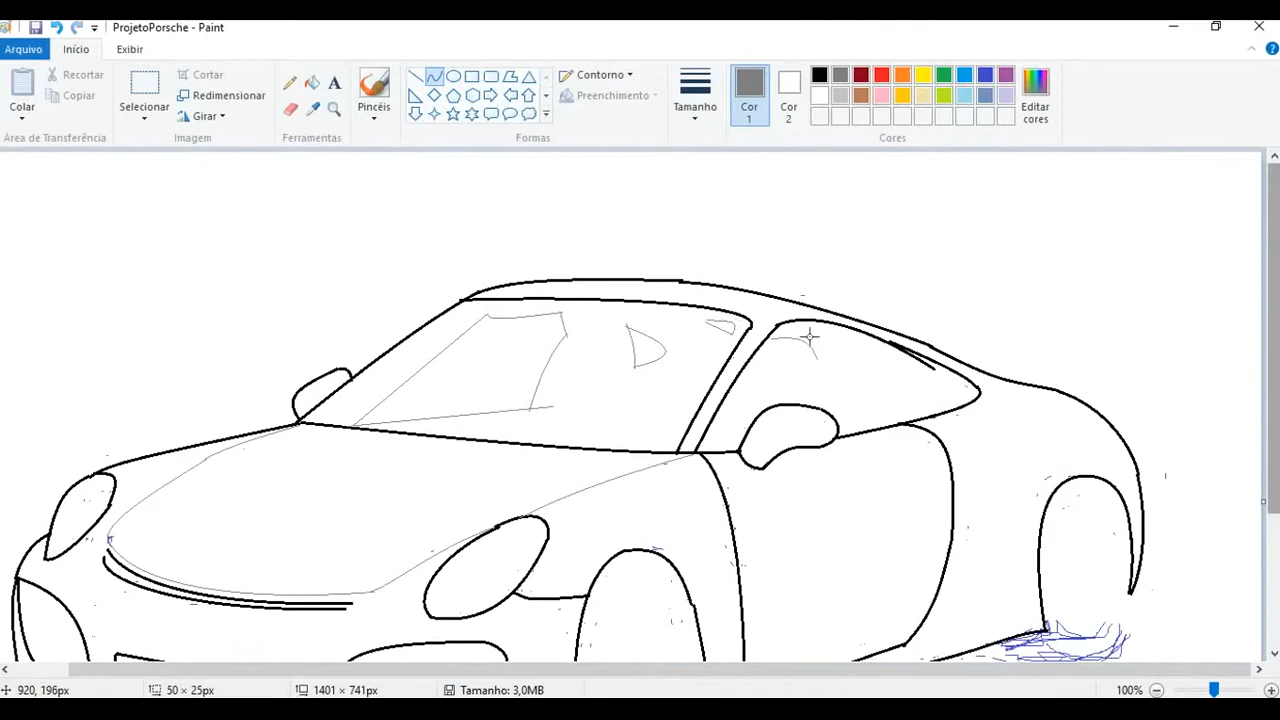 ProjetoPorsche - Paint
Arquivo Início Exibir
Colar
Recortar
Copiar
Área de Transferência
Selecionar
Cortar
Redimensionar
Girar
Imagem
A
Ferramentas
Pincéis
Contorno
Preenchimento
Formas
Tamanho
Cor 1
Cor 2
Editar cores
Cores
920, 196px
50 × 25px
1401 × 741px
Tamanho: 3,0MB
100%